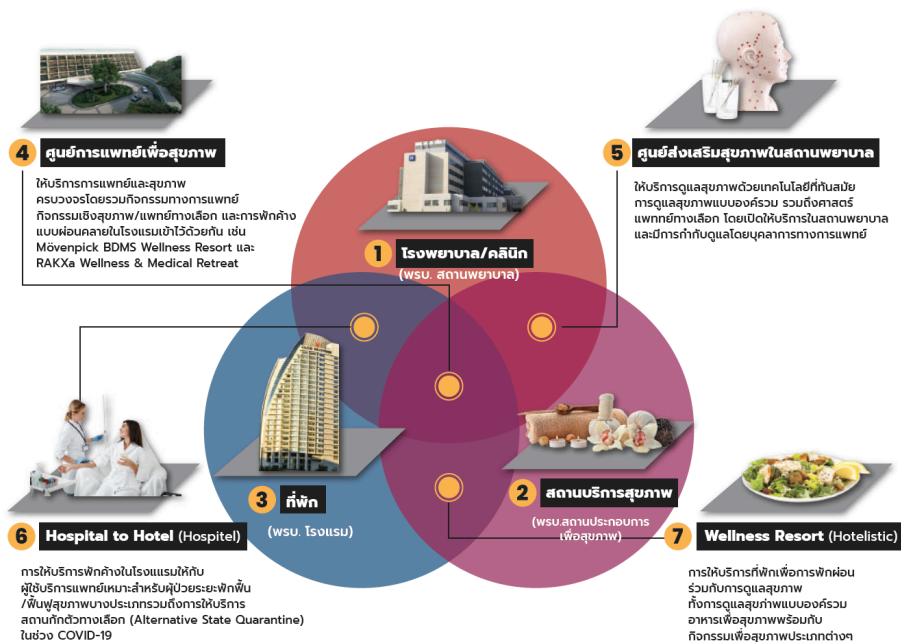 4 ศูนย์การแพทย์เพื่อสุขภาพ
ให้บริการการแพทย์และสุขภาพ
ครบวงจรโดยรวมกิจกรรมทางการแพทย์
กิจกรรมเชิงสุขภาพ/แพทย์ทางเลือก และการพักค้าง
แบบผ่อนคลายในโรงแรมเข้าไว้ด้วยกัน เช่น
Mövenpick BDMS Wellness Resort และ
RAKXa Wellness & Medical Retreat
5 ศูนย์ส่งเสริมสุขภาพในสถานพยาบาล
ให้บริการดูแลสุขภาพด้วยเทคโนโลยีที่ทันสมัย
การดูแลสุขภาพแบบองค์รวม รวมถึงศาสตร์
แพททย์ทางเลือก โดยเปิดให้บริการในสถานพยาบาล
และมีการกำกับดูแลโดยบุคลาการทางการแพทย์
1 โรงพยาบาล/คลินิก
(พรบ. สถานพยาบาล)
3 ที่พัก
(พรบ. โรงแรม)
2 สถานบริการสุขภาพ
(พรบ.สถานประกอบการ
เพื่อสุขภาพ)
6 Hospital to Hotel (Hospitel)
การให้บริการพักค้างในโรงแแรมให้กับ
ผู้ใช้บริการแพทย์เหมาะสำหรับผู้ป่วยระยะพักฟื้น
/ฟื้นฟูสุขภาพบางประเภทรวมถึงการให้บริการ
สถานกักตัวทางเลือก (Alternative State Quarantine)
ในช่วง COVID-19
7 Wellness Resort (Hotelistic)
การให้บริการที่พักเพื่อการพักผ่อน
ร่วมกับการดูแลสุขภาพ
ทั้งการดูแลสุขภ่าพแบบองค์รวม
อาหารเพื่อสุขภาพพร้อมกับ
กิจกรรมเพื่อสุขภาพประเภทต่างๆ